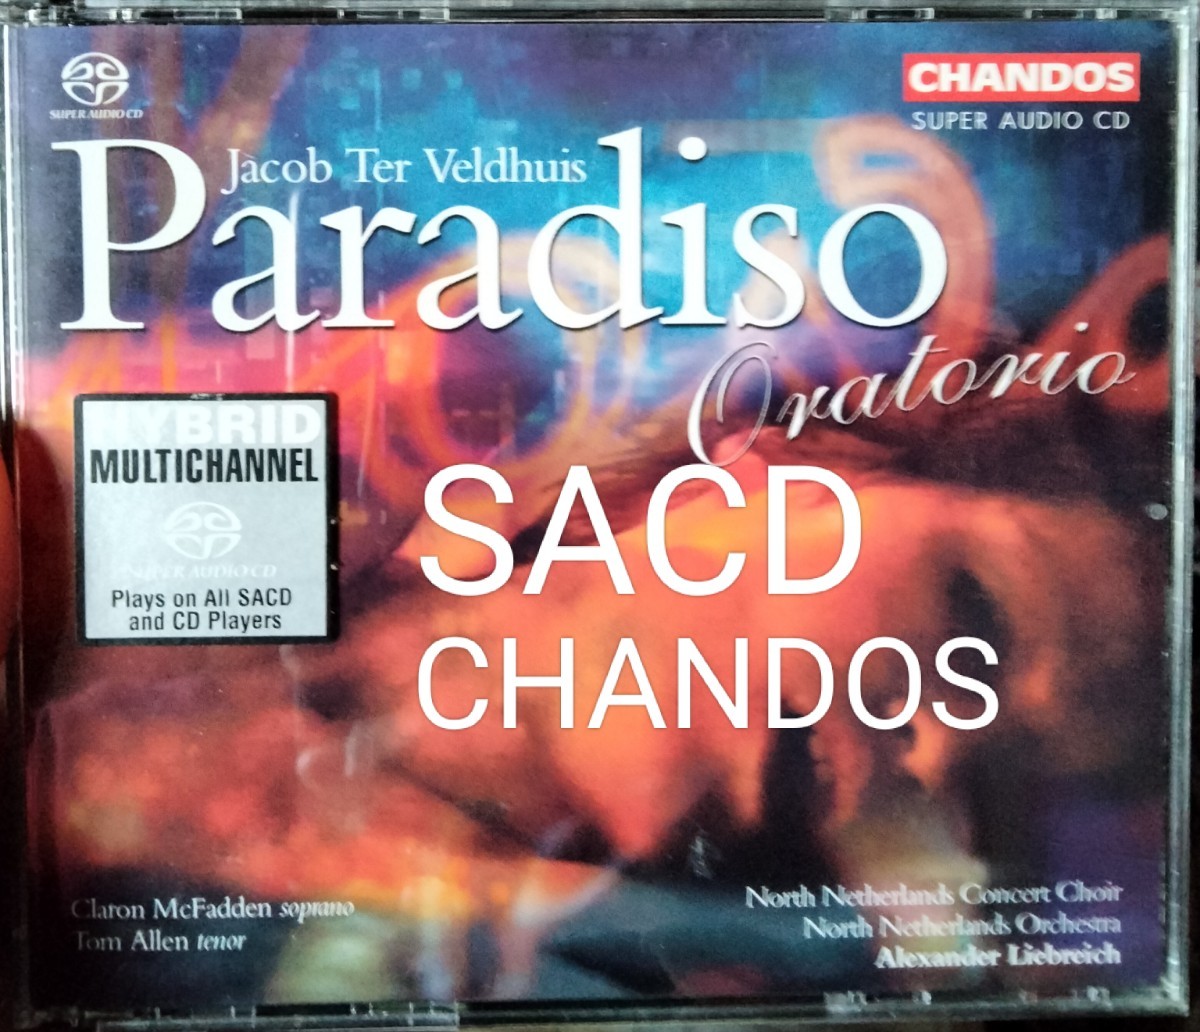 SUPER AUDIO CD
CHANDOS
SUPER AUDIO CD
Jàcob Ter Veldhuis
Paradiso
Oratorio
HYBRID
MULTICHANNEL
SUPER AUDIO CD
Plays on All SACD
and CD Players
SACD
CHANDOS
Claron McFadden soprano
Tom Allen tenor
North Netherlands Concert Choir
North Netherlands Orchestra
Alexander Liebreich